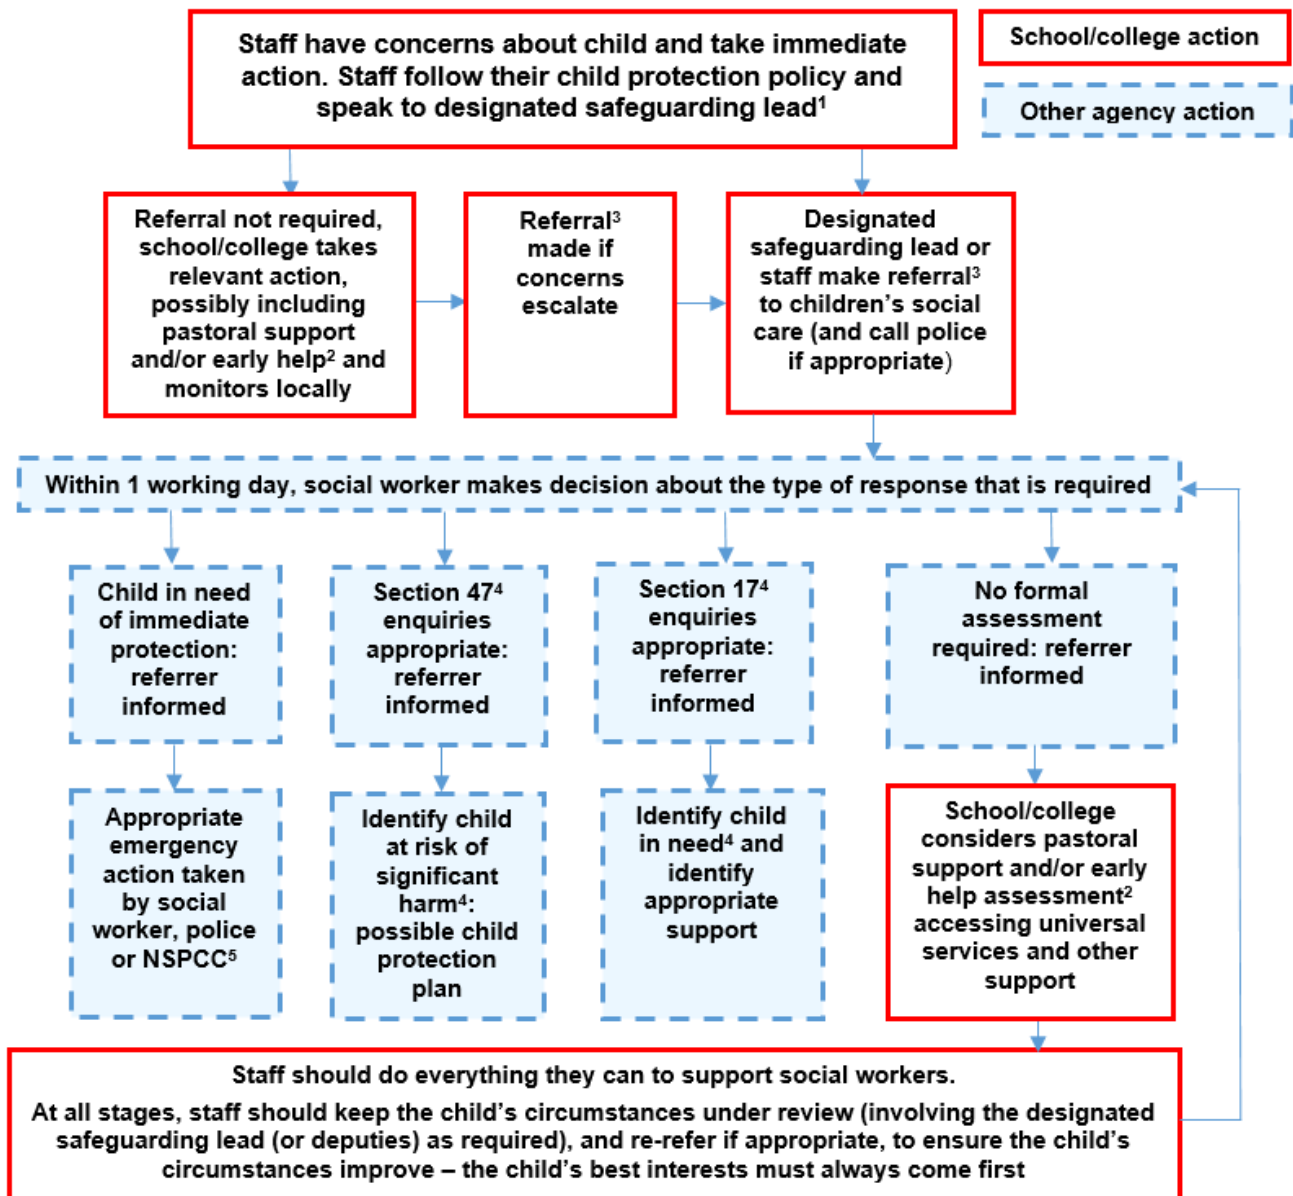 Staff have concerns about child and take immediate
action. Staff follow their child protection policy and
speak to designated safeguarding lead¹
School/college action
Other agency action
Referral not required,
school/college takes
relevant action,
possibly including
pastoral support
and/or early help² and
monitors locally
Referral³
made if
concerns
escalate
Designated
safeguarding lead or
staff make referral³
to children’s social
care (and call police
if appropriate)
Within 1 working day, social worker makes decision about the type of response that is required
Child in need
of immediate
protection:
referrer
informed
Section 47⁴
enquiries
appropriate:
referrer
informed
Section 17⁴
enquiries
appropriate:
referrer
informed
No formal
assessment
required: referrer
informed
Appropriate
emergency
action taken
by social
worker, police
or NSPCC⁵
Identify child
at risk of
significant
harm⁴:
possible child
protection
plan
Identify child
in need⁴ and
identify
appropriate
support
School/college
considers pastoral
support and/or early
help assessment²
accessing universal
services and other
support
Staff should do everything they can to support social workers.
At all stages, staff should keep the child’s circumstances under review (involving the designated
safeguarding lead (or deputies) as required), and re-refer if appropriate, to ensure the child’s
circumstances improve – the child’s best interests must always come first